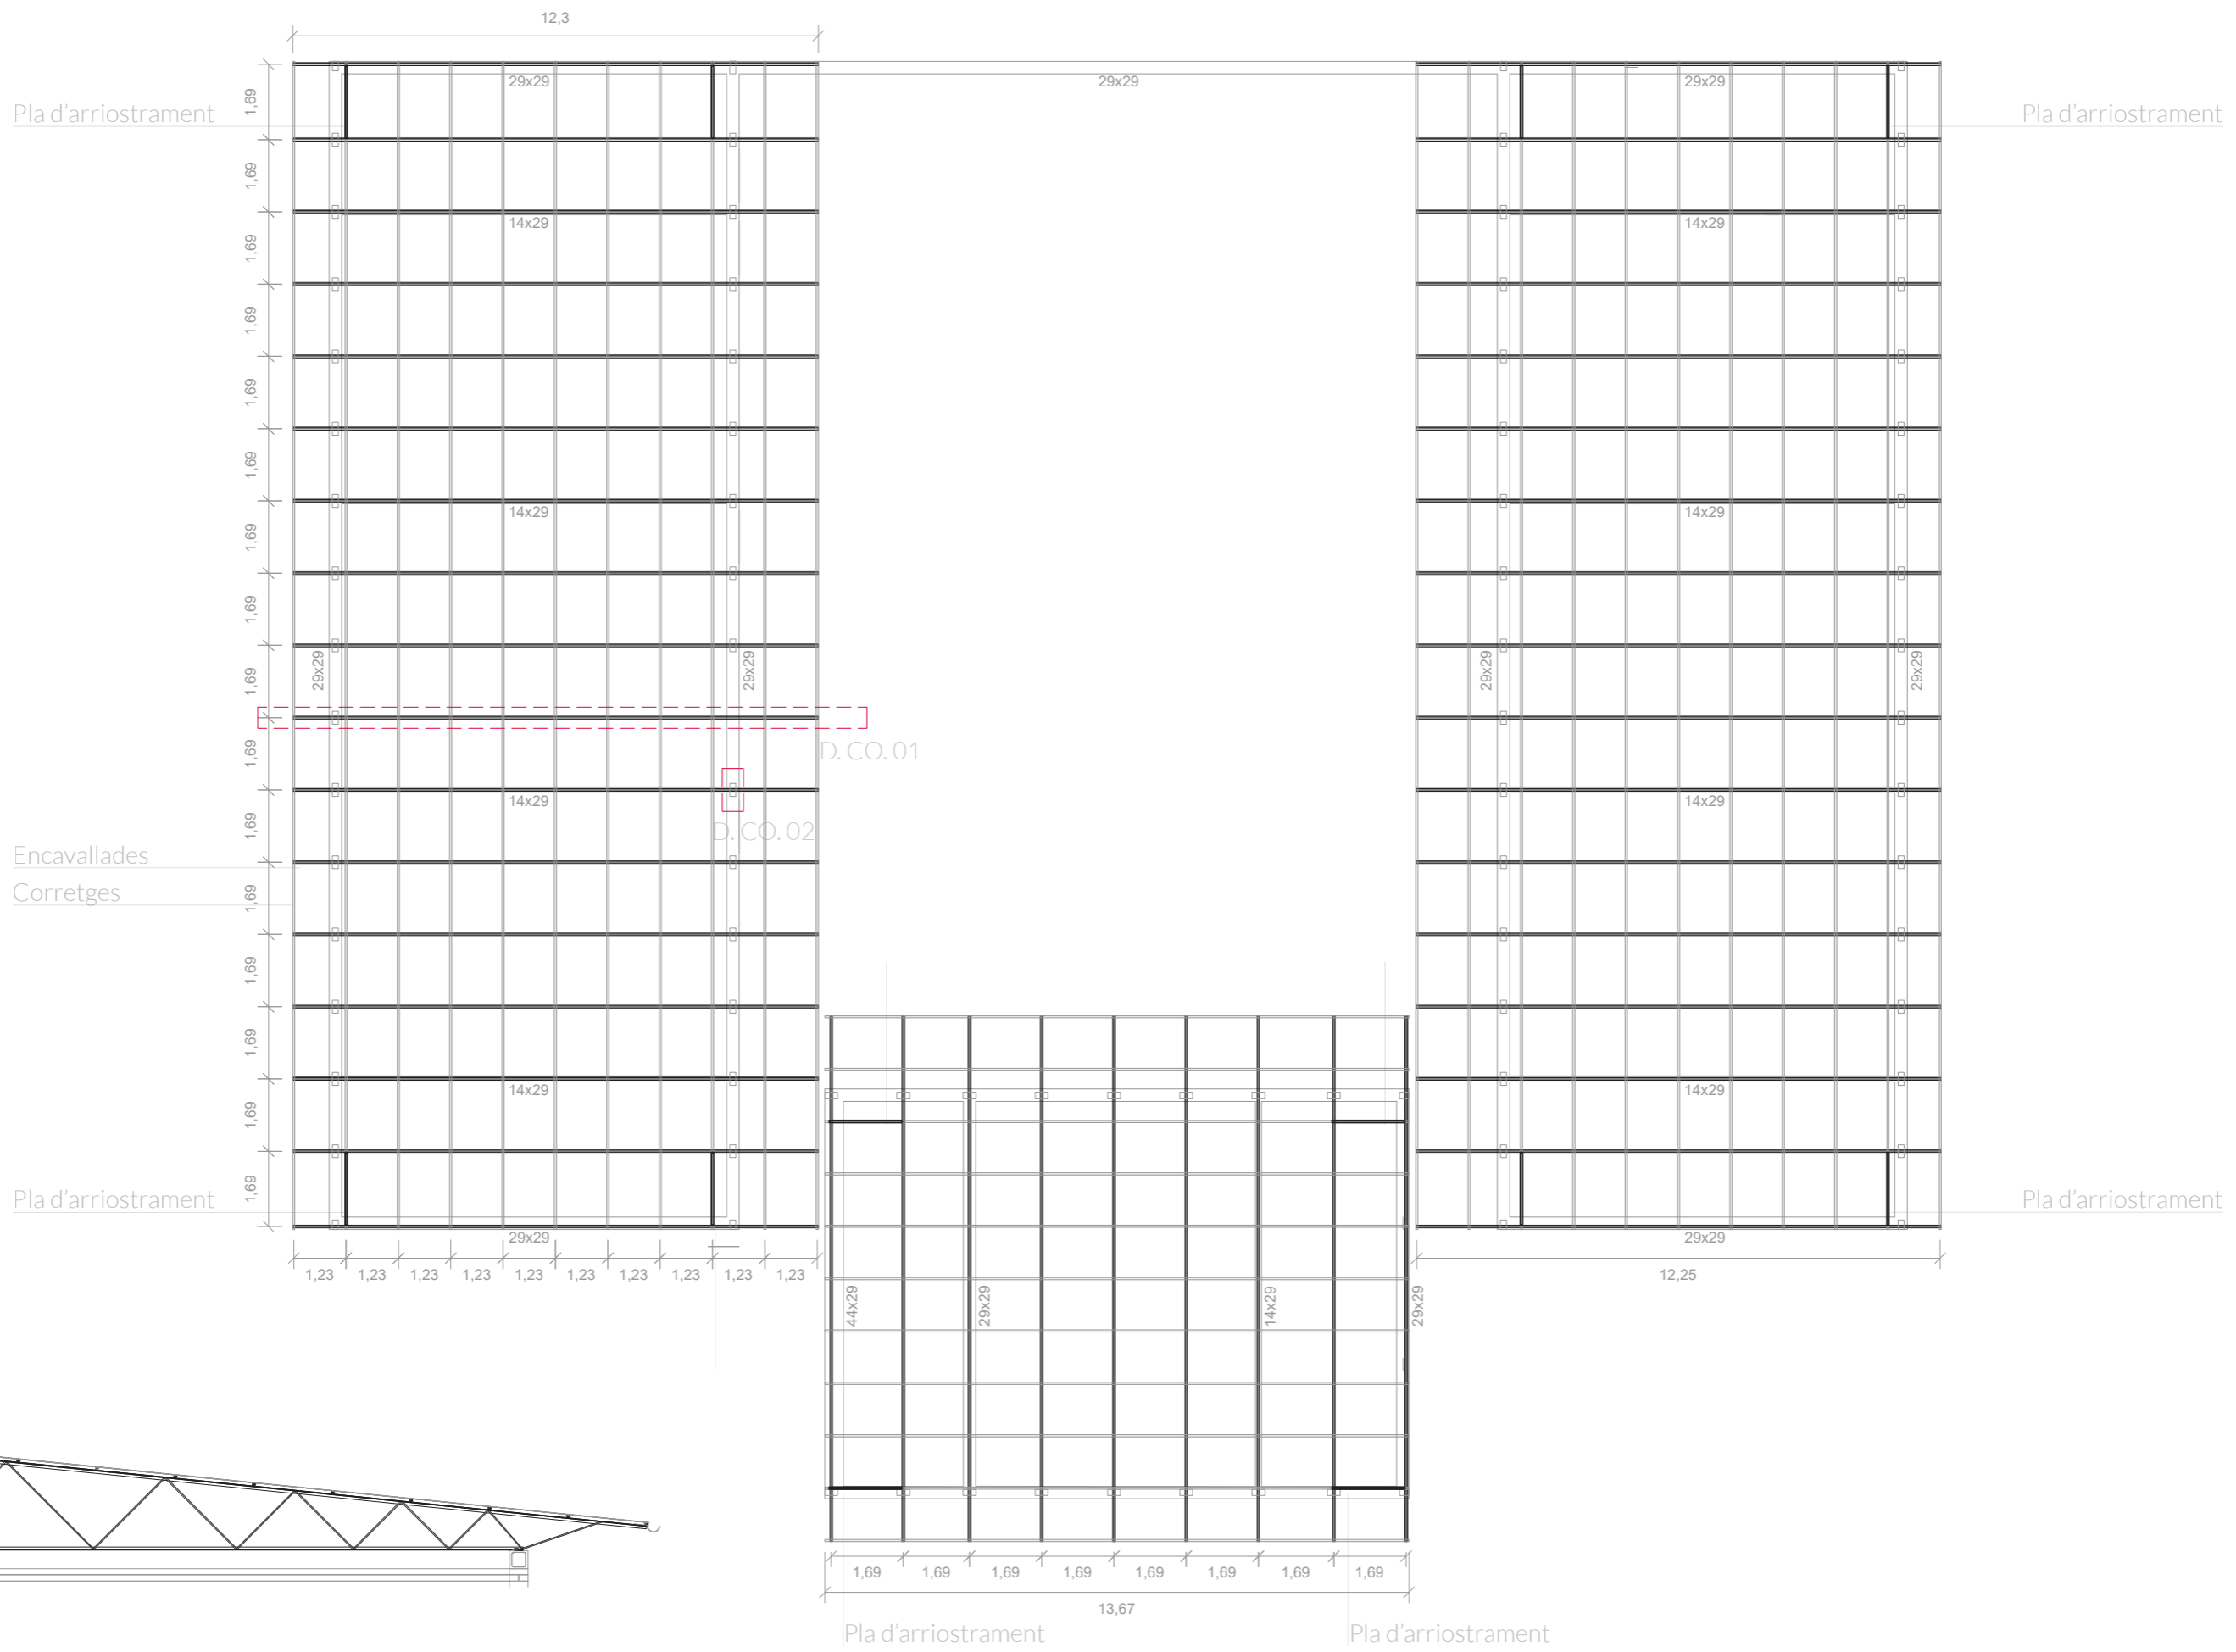 12,3
29x29
29x29
29x29
1,69
Pla d'arriostrament
Pla d'arriostrament
1,69
14x29
14x29
1,69
1,69
1,69
1,69
14x29
14x29
1,69
1,69
29x29
29x29
29x29
29x29
1,69
D. CO. 01
1,69
14x29
14x29
D. CO. 02
1,69
Encavallades
Corretges
1,69
1,69
1,69
14x29
14x29
1,69
Pla d'arriostrament
Pla d'arriostrament
1,69
29x29
29x29
1,23 1,23 1,23 1,23 1,23 1,23 1,23 1,23 1,23 1,23
12,25
44x29
29x29
14x29
29x29
1,69 1,69 1,69 1,69 1,69 1,69 1,69 1,69
13,67
Pla d'arriostrament
Pla d'arriostrament